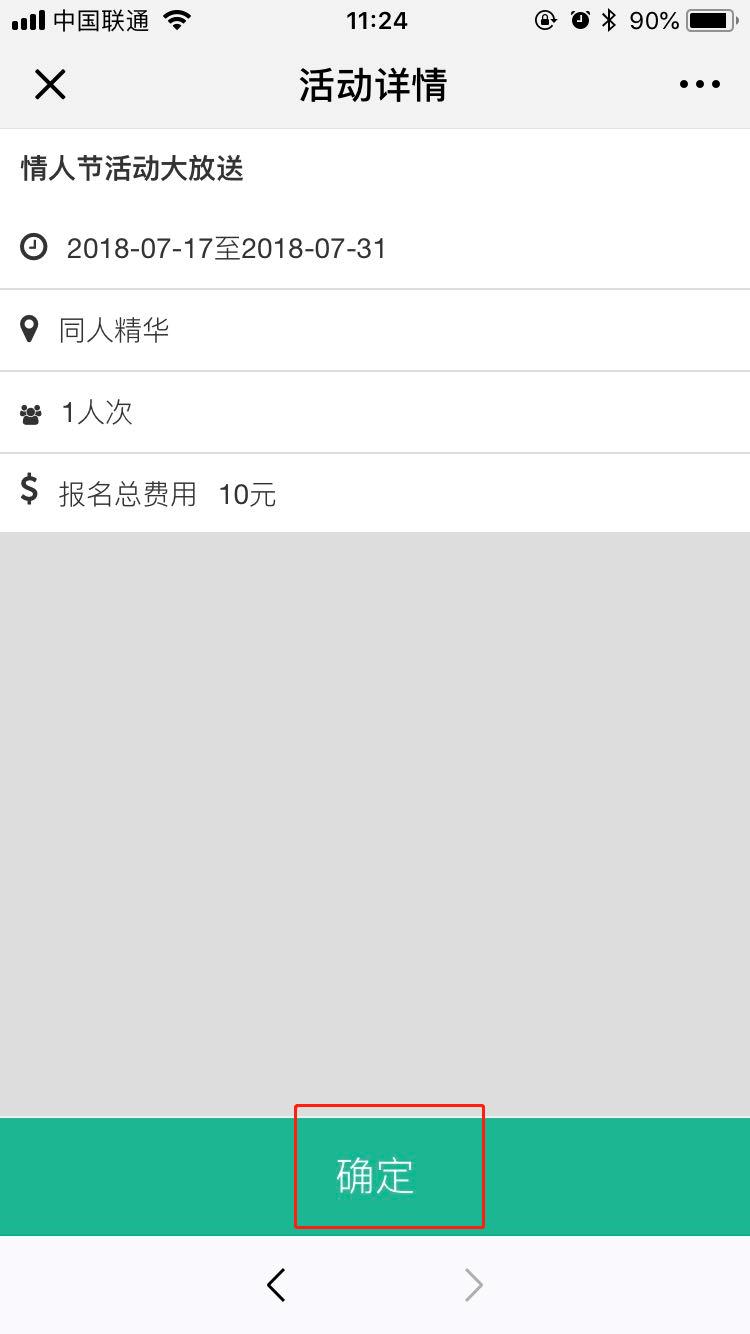 中国联通 11:24 90%
活动详情
情人节活动大放送
2018-07-17至2018-07-31
同人精华
1人次
报名总费用 10元
确定